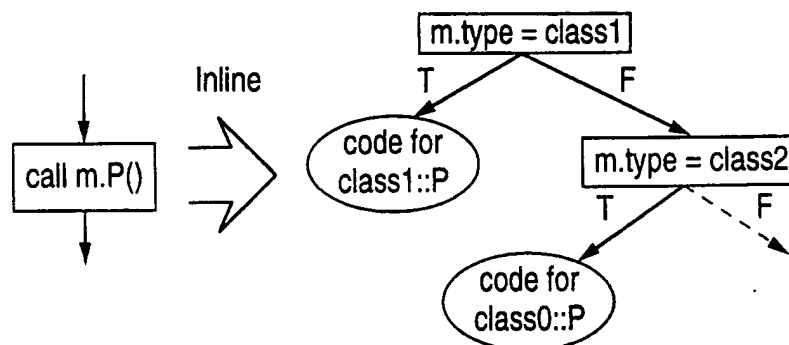 m.type = class1
T
F
Inline
code for
class1::P
call m.P()
m.type = class2
T
F
code for
class0::P